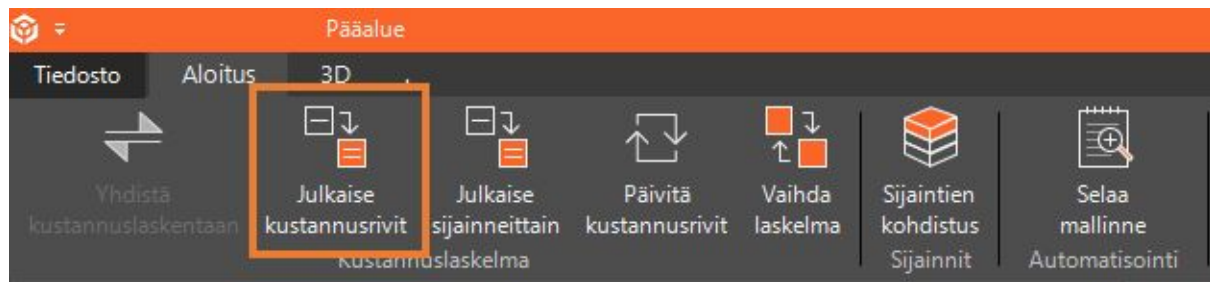 Pääalue
Tiedosto Aloitus 3D
Yhdistä kustannuslaskentaan
Julkaise kustannusrivit
Julkaise sijainneittain
Päivitä kustannusrivit
Vaihda laskelma
Sijaintien kohdistus
Selaa mallinne
Kustannuslaskelma
Sijainnit
Automatisointi